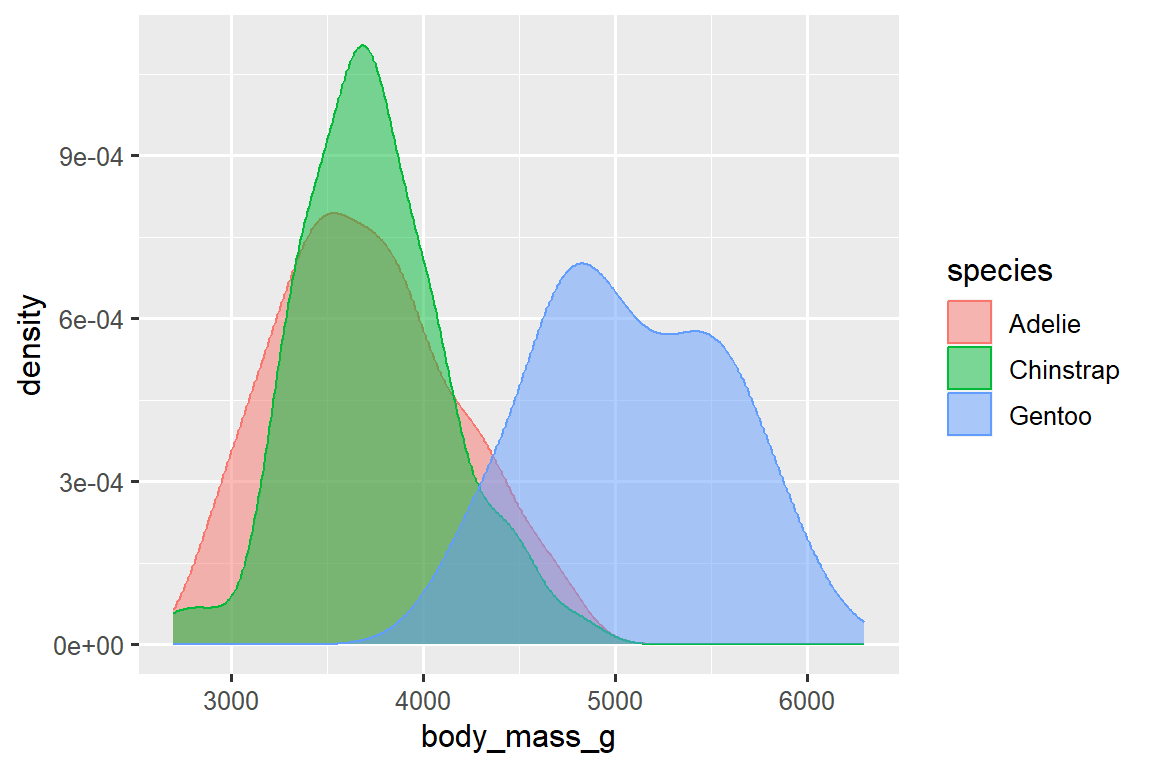 9e-04
6e-04
3e-04
0e+00
density
3000 4000 5000 6000
body_mass_g
species
Adelie
Chinstrap
Gentoo